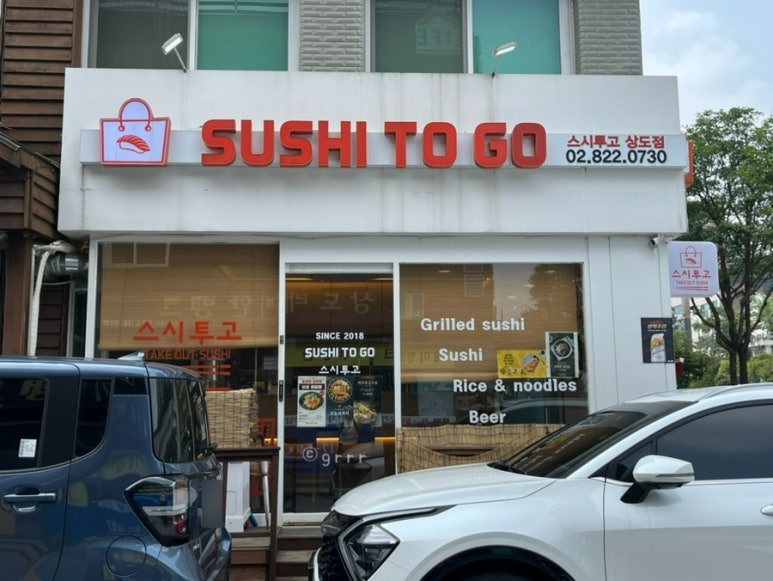 SUSHI TO GO
스시투고 상도점
02.822.0730
스시투고
TAKE OUT SUSHI
스시투고
TAKE OUT SUSHI
SINCE 2018
SUSHI TO GO
스시투고
Grilled sushi
Sushi
Rice & noodles
Beer
©grrr